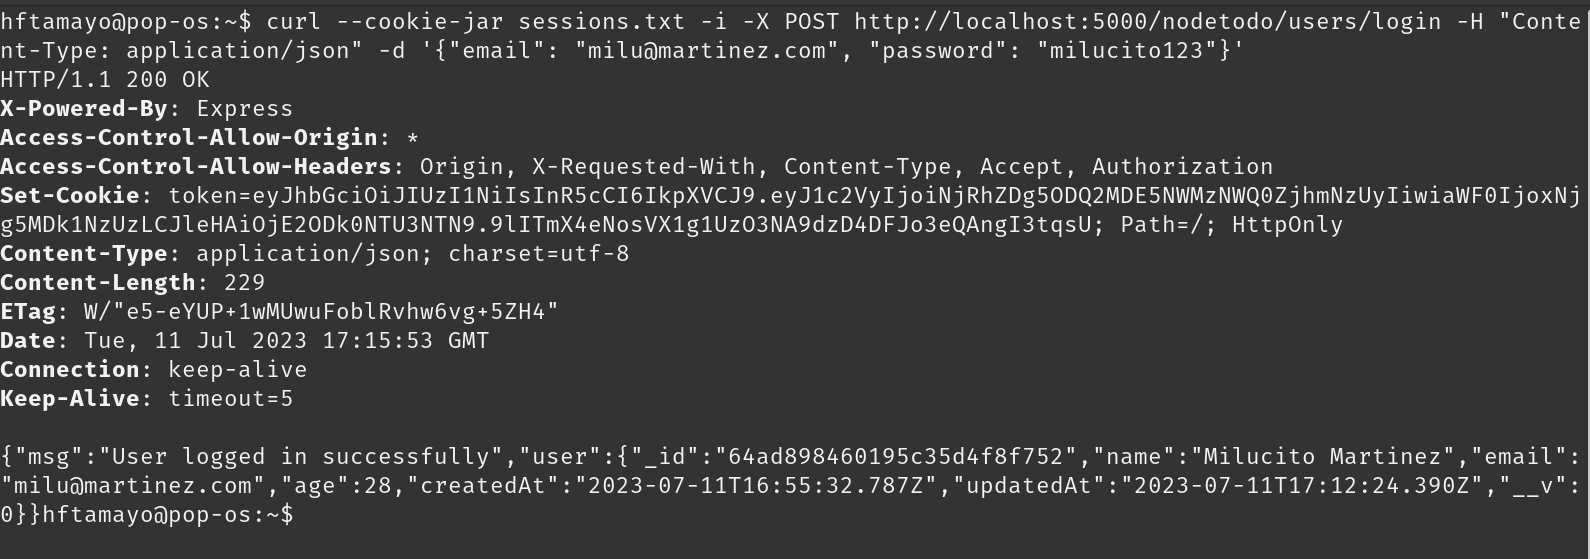 hftamayo@pop-os:~$ curl --cookie-jar sessions.txt -i -X POST http://localhost:5000/nodetodo/users/login -H "Conte
nt-Type: application/json" -d '{"email": "milu@martinez.com", "password": "milucito123"}'
HTTP/1.1 200 OK
X-Powered-By: Express
Access-Control-Allow-Origin: *
Access-Control-Allow-Headers: Origin, X-Requested-With, Content-Type, Accept, Authorization
Set-Cookie: token=eyJhbGciOiJIUzI1NiIsInR5cCI6IkpXVCJ9.eyJ1c2VyIjoiNjRhZDg5ODQ2MDE5NWMzNWQ0ZjhmNzUyIiwiaWF0IjoxNj
g5MDk1NzUzLCJleHAiOjE2ODk0NTU3NTN9.9lITmX4eNosVX1g1UzO3NA9dzD4DFJo3eQAngI3tqsU; Path=/; HttpOnly
Content-Type: application/json; charset=utf-8
Content-Length: 229
ETag: W/"e5-eYUP+1wMUwuFoblRvhw6vg+5ZH4"
Date: Tue, 11 Jul 2023 17:15:53 GMT
Connection: keep-alive
Keep-Alive: timeout=5

{"msg":"User logged in successfully","user":{"_id":"64ad898460195c35d4f8f752","name":"Milucito Martinez","email":
"milu@martinez.com","age":28,"createdAt":"2023-07-11T16:55:32.787Z","updatedAt":"2023-07-11T17:12:24.390Z","__v":
0}}hftamayo@pop-os:~$